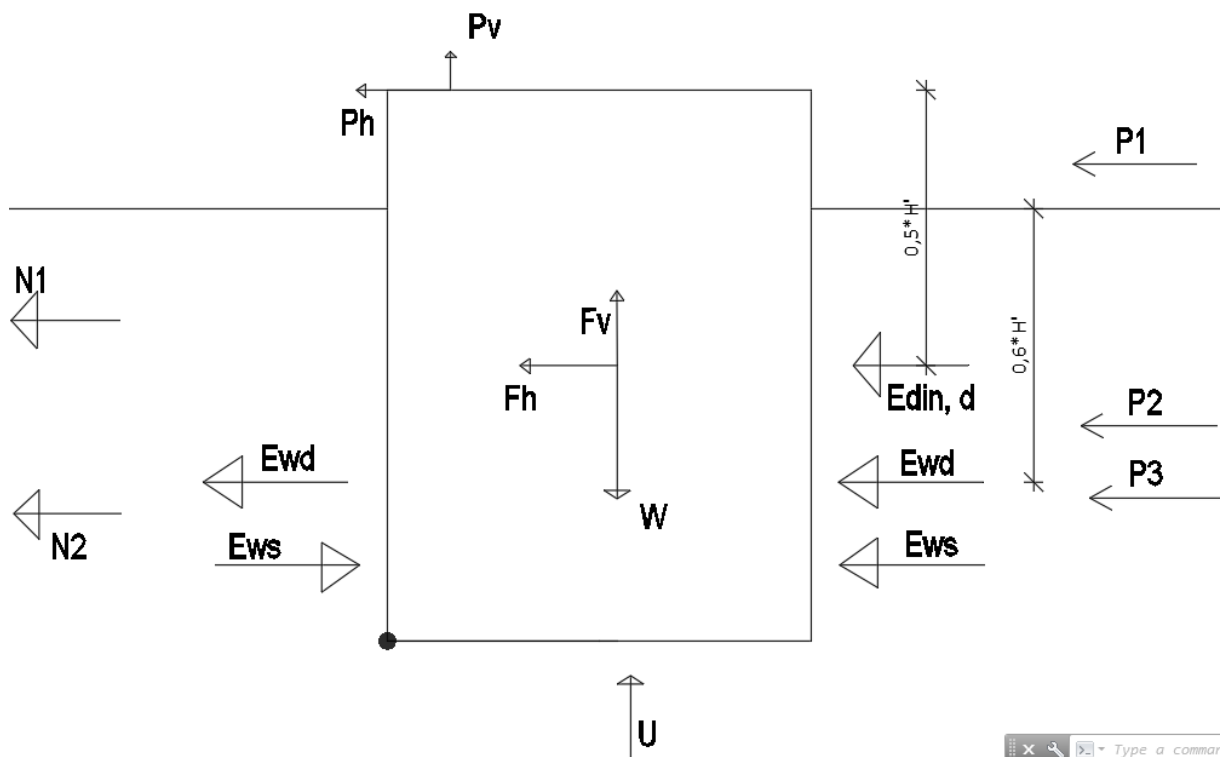 Pv
Ph
P1
0,5*H'
N1
Fv
0,6*H'
Fh
Edin, d
P2
Ewd
Ewd
P3
W
N2
Ews
Ews
U
Type a comman